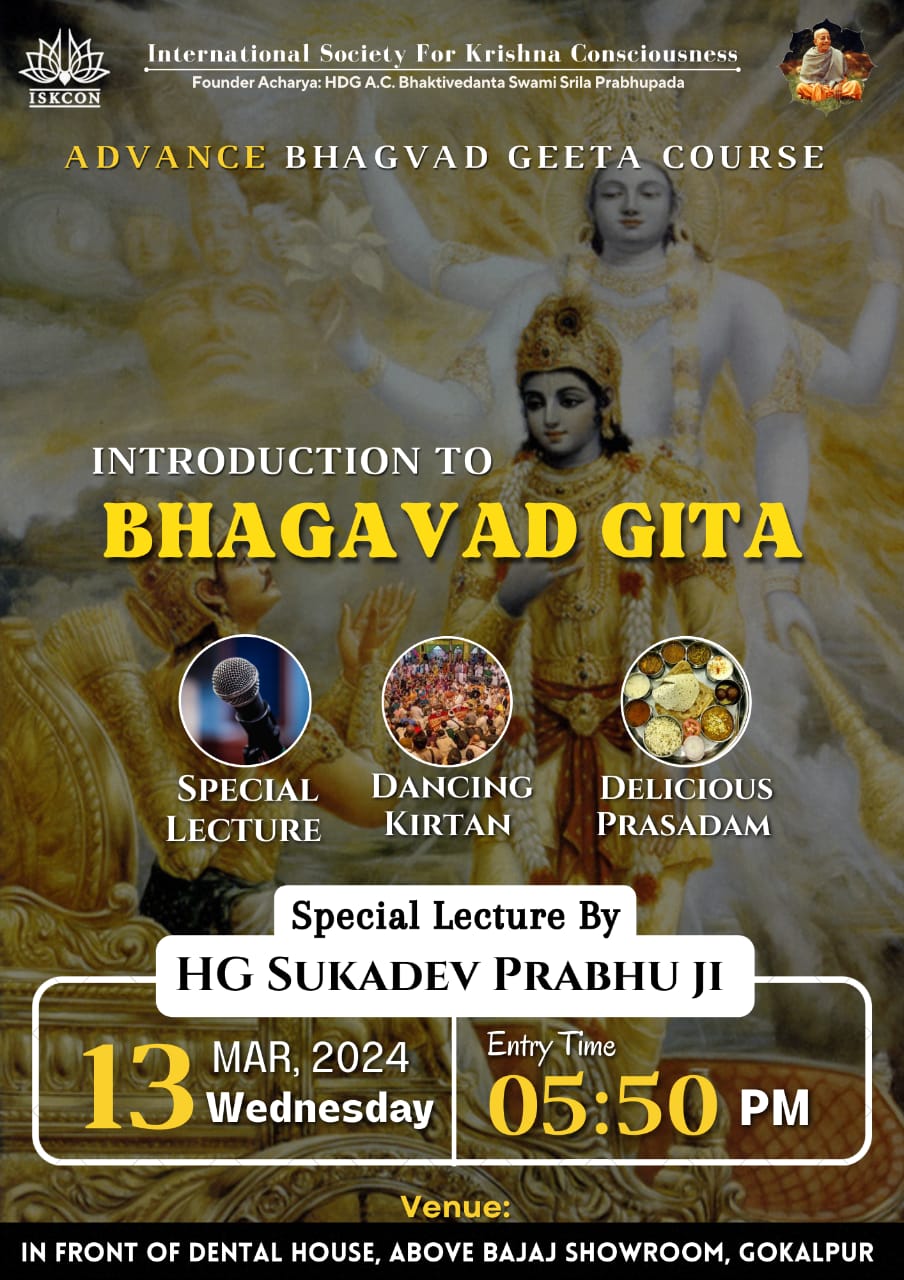 ISKCON
International Society For Krishna Consciousness
Founder Acharya: HDG A.C. Bhaktivedanta Swami Srila Prabhupada
ADVANCE BHAGVAD GEETA COURSE
INTRODUCTION TO
BHAGAVAD GITA
SPECIAL LECTURE
DANCING KIRTAN
DELICIOUS PRASADAM
Special Lecture By
HG SUKADEV PRABHU JI
13 MAR, 2024
Wednesday
Entry Time
05:50 PM
Venue:
IN FRONT OF DENTAL HOUSE, ABOVE BAJAJ SHOWROOM, GOKALPUR